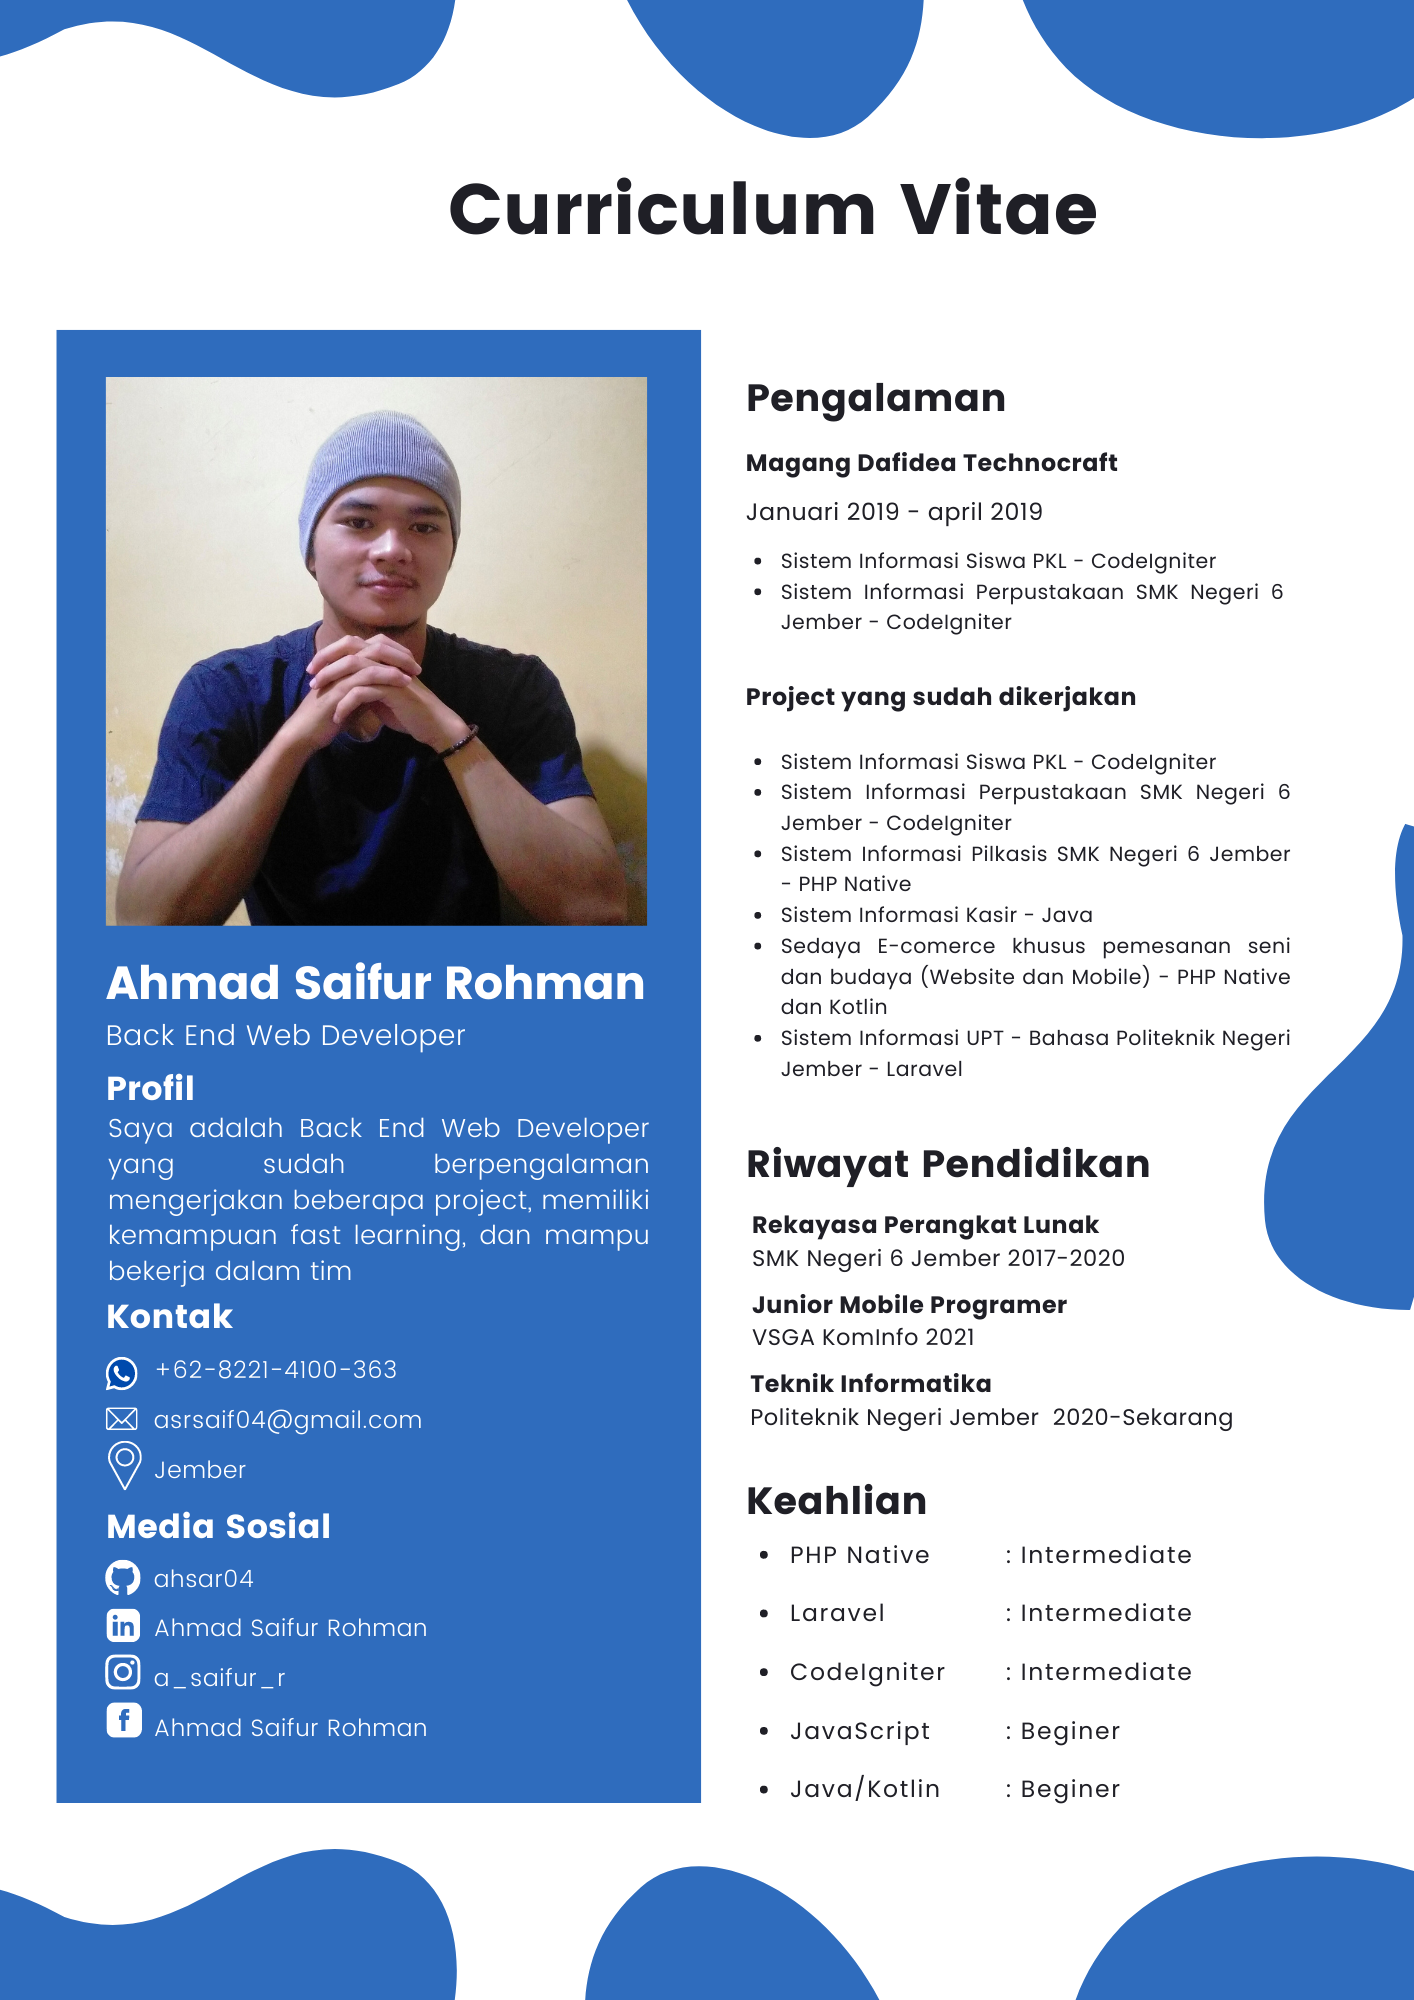 Curriculum Vitae
Ahmad Saifur Rohman
Back End Web Developer
Profil
Saya adalah Back End Web Developer
yang sudah berpengalaman
mengerjakan beberapa project, memiliki
kemampuan fast learning, dan mampu
bekerja dalam tim
Kontak
+62-8221-4100-363
asrsaif04@gmail.com
Jember
Media Sosial
ahsar04
in Ahmad Saifur Rohman
a_saifur_r
f Ahmad Saifur Rohman
Pengalaman
Magang Dafidea Technocraft
Januari 2019 - april 2019
• Sistem Informasi Siswa PKL - CodeIgniter
• Sistem Informasi Perpustakaan SMK Negeri 6
Jember - CodeIgniter
Project yang sudah dikerjakan
• Sistem Informasi Siswa PKL - CodeIgniter
• Sistem Informasi Perpustakaan SMK Negeri 6
Jember - CodeIgniter
• Sistem Informasi Pilkasis SMK Negeri 6 Jember
- PHP Native
• Sistem Informasi Kasir - Java
• Sedaya E-comerce khusus pemesanan seni
dan budaya (Website dan Mobile) - PHP Native
dan Kotlin
• Sistem Informasi UPT - Bahasa Politeknik Negeri
Jember - Laravel
Riwayat Pendidikan
Rekayasa Perangkat Lunak
SMK Negeri 6 Jember 2017-2020
Junior Mobile Programer
VSGA KomInfo 2021
Teknik Informatika
Politeknik Negeri Jember 2020-Sekarang
Keahlian
• PHP Native : Intermediate
• Laravel : Intermediate
• CodeIgniter : Intermediate
• JavaScript : Beginer
• Java/Kotlin : Beginer